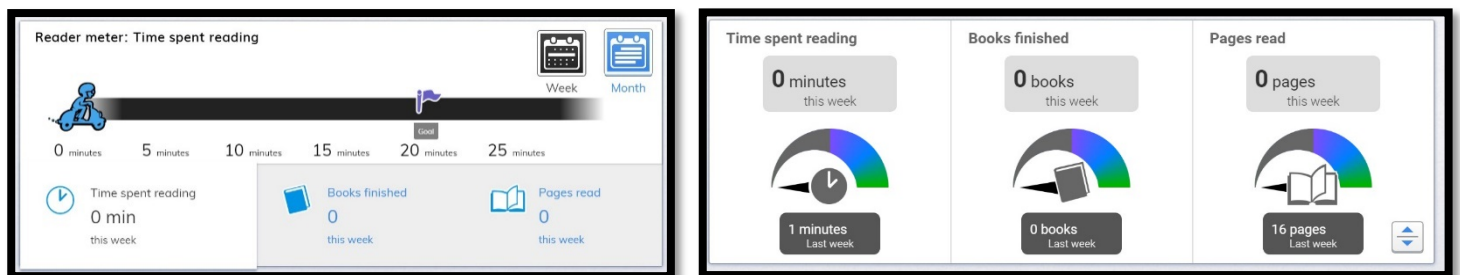 Reader meter: Time spent reading
Week
Month
Goal
0 minutes
5 minutes
10 minutes
15 minutes
20 minutes
25 minutes
Time spent reading
0 min
this week
Books finished
0
this week
Pages read
0
this week
Time spent reading
0 minutes
this week
1 minutes
Last week
Books finished
0 books
this week
0 books
Last week
Pages read
0 pages
this week
16 pages
Last week